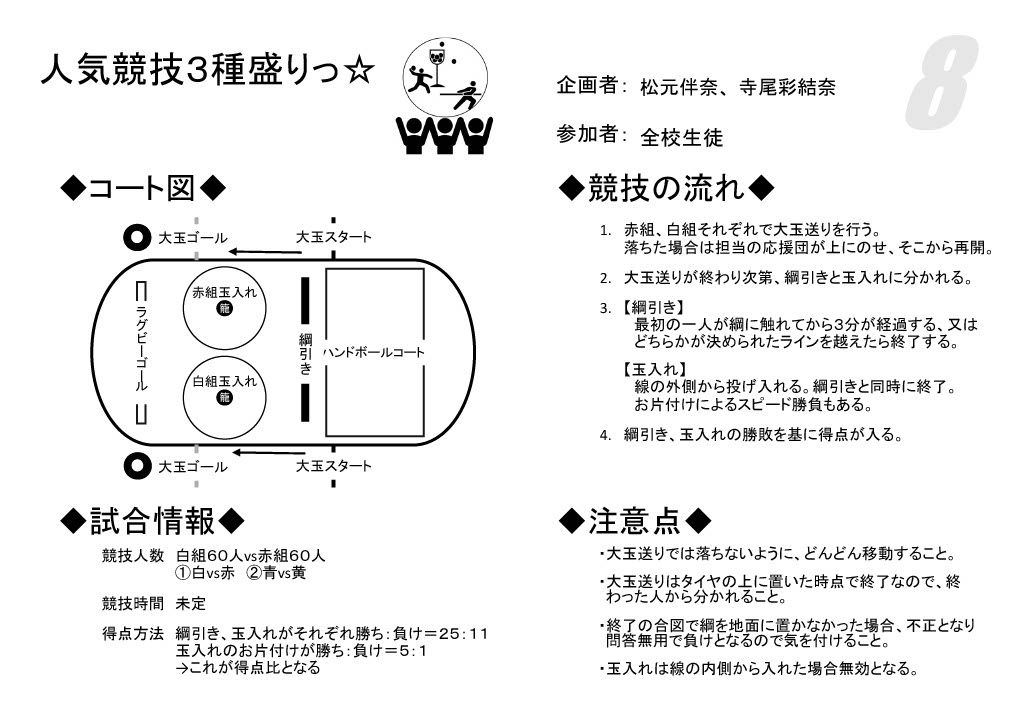 人気競技３種盛りっ☆
企画者： 松元伴奈、 寺尾彩結奈
参加者： 全校生徒
8
◆コート図◆
大玉ゴール
大玉スタート
赤組玉入れ
籠
白組玉入れ
籠
ラグビーゴール
綱引き
ハンドボールコート
大玉ゴール
大玉スタート
◆競技の流れ◆
1. 赤組、白組それぞれで大玉送りを行う。
落ちた場合は担当の応援団が上にのせ、そこから再開。
2. 大玉送りが終わり次第、綱引きと玉入れに分かれる。
3. 【綱引き】
最初の一人が綱に触れてから３分が経過する、又は
どちらかが決められたラインを越えたら終了する。
【玉入れ】
線の外側から投げ入れる。綱引きと同時に終了。
お片付けによるスピード勝負もある。
4. 綱引き、玉入れの勝敗を基に得点が入る。
◆試合情報◆
競技人数 白組６０人vs赤組６０人
①白vs赤 ②青vs黄
競技時間 未定
得点方法 綱引き、玉入れがそれぞれ勝ち：負け＝２５：１１
玉入れのお片付けが勝ち：負け＝５：１
→これが得点比となる
◆注意点◆
・大玉送りでは落ちないように、どんどん移動すること。
・大玉送りはタイヤの上に置いた時点で終了なので、終
わった人から分かれること。
・終了の合図で綱を地面に置かなかった場合、不正となり
問答無用で負けとなるので気を付けること。
・玉入れは線の内側から入れた場合無効となる。